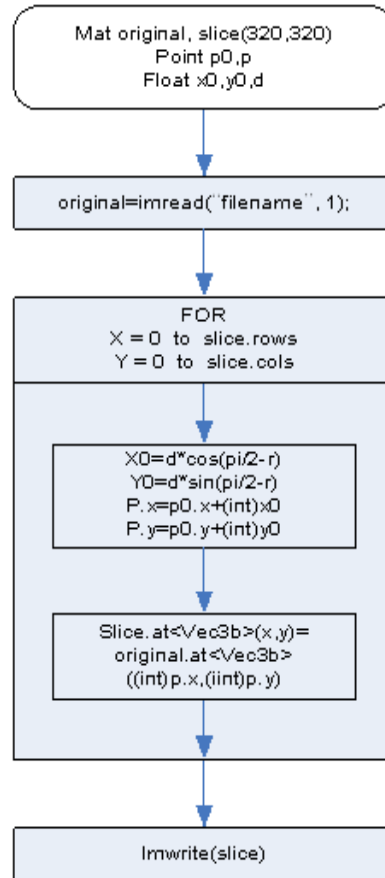 Mat original, slice(320,320)
Point p0,p
Float x0,y0,d
original=imread("filename", 1);
FOR
X = 0 to slice.rows
Y = 0 to slice.cols
X0=d*cos(pi/2-r)
Y0=d*sin(pi/2-r)
P.x=p0.x+(int)x0
P.y=p0.y+(int)y0
Slice.at<Vec3b>(x,y)=
original.at<Vec3b>
((int)p.x,(iint)p.y)
Imwrite(slice)